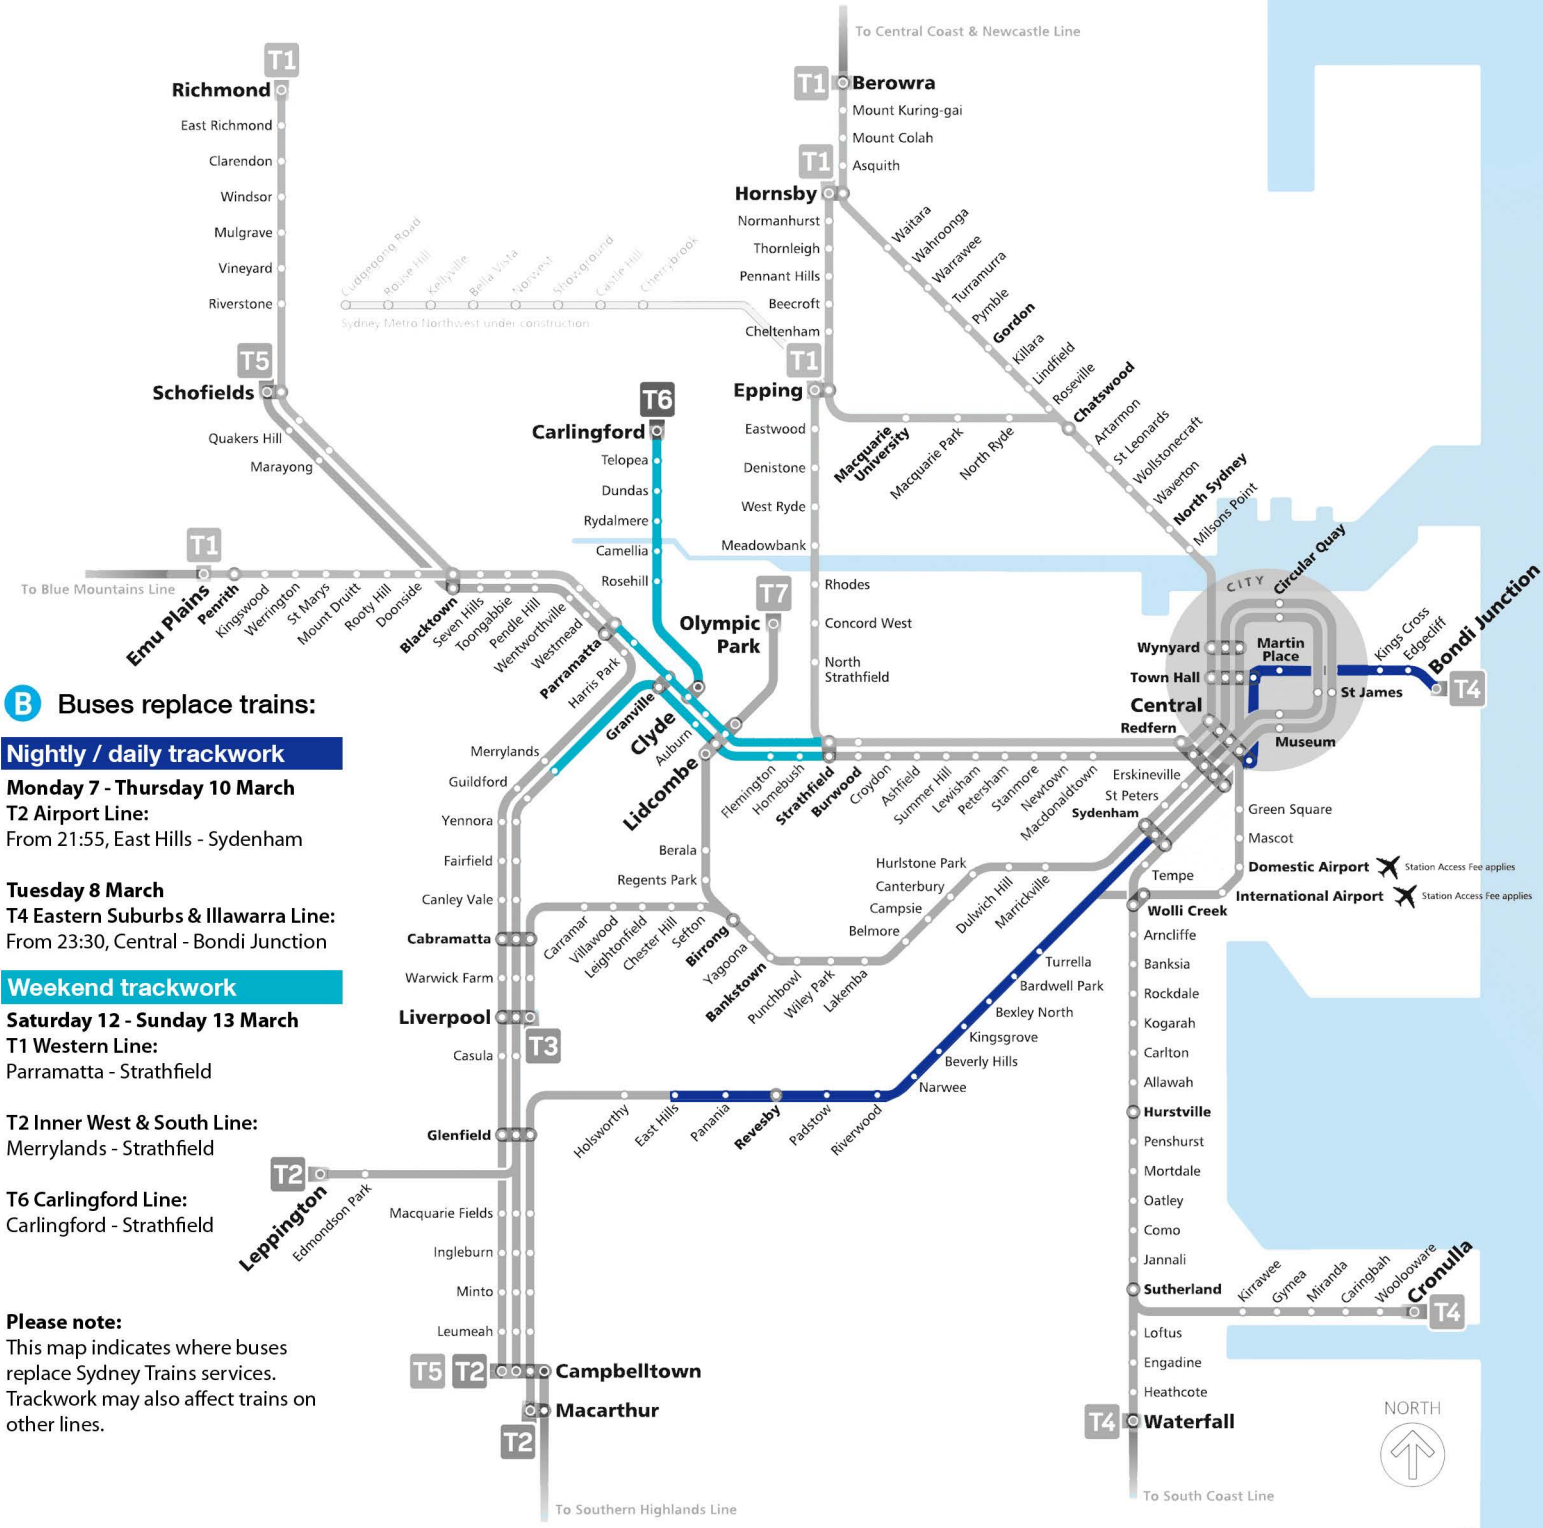 To Central Coast & Newcastle Line
T1
Richmond
East Richmond
Clarendon
Windsor
Mulgrave
Vineyard
Riverstone
T5
Schofields
Quakers Hill
Marayong
T1
Berowra
Mount Kuring-gai
Mount Colah
Asquith
T1
Hornsby
Normanhurst
Thornleigh
Pennant Hills
Beecroft
Cheltenham
T1
Epping
Eastwood
Denistone
West Ryde
Meadowbank
Rhodes
Concord West
North
Strathfield
Waitara
Wahroonga
Warrawee
Turramurra
Pymble
Gordon
Killara
Lindfield
Roseville
Chatswood
Artarmon
St Leonards
Wollstonecraft
Waverton
North Sydney
Milsons Point
Macquarie
University
Macquarie Park
North Ryde
Cudgegong Road
Rouse Hill
Kellyville
Bella Vista
Norwest
Showground
Castle Hill
Cherrybrook
Sydney Metro Northwest under construction
T6
Carlingford
Telopea
Dundas
Rydalmere
Camellia
Rosehill
T7
Olympic
Park
T1
To Blue Mountains Line
Emu Plains
Penrith
Kingswood
Werrington
St Marys
Mount Druitt
Rooty Hill
Doonside
Blacktown
Seven Hills
Toongabbie
Pendle Hill
Wentworthville
Westmead
Parramatta
Harris Park
Granville
Clyde
Auburn
Lidcombe
Flemington
Homebush
Strathfield
Burwood
Croydon
Ashfield
Summer Hill
Lewisham
Petersham
Stanmore
Newtown
Macdonaldtown
CITY
Circular Quay
Wynyard
Martin
Place
Town Hall
St James
Central
Redfern
Museum
Kings Cross
Edgecliff
Bondi Junction
T4
Erskineville
St Peters
Sydenham
Green Square
Mascot
Domestic Airport
Station Access Fee applies
International Airport
Station Access Fee applies
Tempe
Wolli Creek
Arncliffe
Banksia
Rockdale
Kogarah
Carlton
Allawah
Hurstville
Penshurst
Mortdale
Oatley
Como
Jannali
Sutherland
Loftus
Engadine
Heathcote
T4
Waterfall
To South Coast Line
Kirrawee
Gymea
Miranda
Caringbah
Woolooware
Cronulla
T4
Merrylands
Guildford
Yennora
Fairfield
Canley Vale
Cabramatta
Warwick Farm
Liverpool
T3
Casula
Glenfield
T2
Leppington
Edmondson Park
Macquarie Fields
Ingleburn
Minto
Leumeah
T5
T2
Campbelltown
Macarthur
T2
To Southern Highlands Line
Berala
Regents Park
Carramar
Villawood
Leightonfield
Chester Hill
Sefton
Birrong
Yagoona
Bankstown
Punchbowl
Wiley Park
Lakemba
Belmore
Campsie
Canterbury
Hurlstone Park
Dulwich Hill
Marrickville
Turrella
Bardwell Park
Bexley North
Kingsgrove
Beverly Hills
Narwee
Riverwood
Padstow
Revesby
Panania
East Hills
Holsworthy
B Buses replace trains:
Nightly / daily trackwork
Monday 7 - Thursday 10 March
T2 Airport Line:
From 21:55, East Hills - Sydenham
Tuesday 8 March
T4 Eastern Suburbs & Illawarra Line:
From 23:30, Central - Bondi Junction
Weekend trackwork
Saturday 12 - Sunday 13 March
T1 Western Line:
Parramatta - Strathfield
T2 Inner West & South Line:
Merrylands - Strathfield
T6 Carlingford Line:
Carlingford - Strathfield
Please note:
This map indicates where buses
replace Sydney Trains services.
Trackwork may also affect trains on
other lines.
NORTH